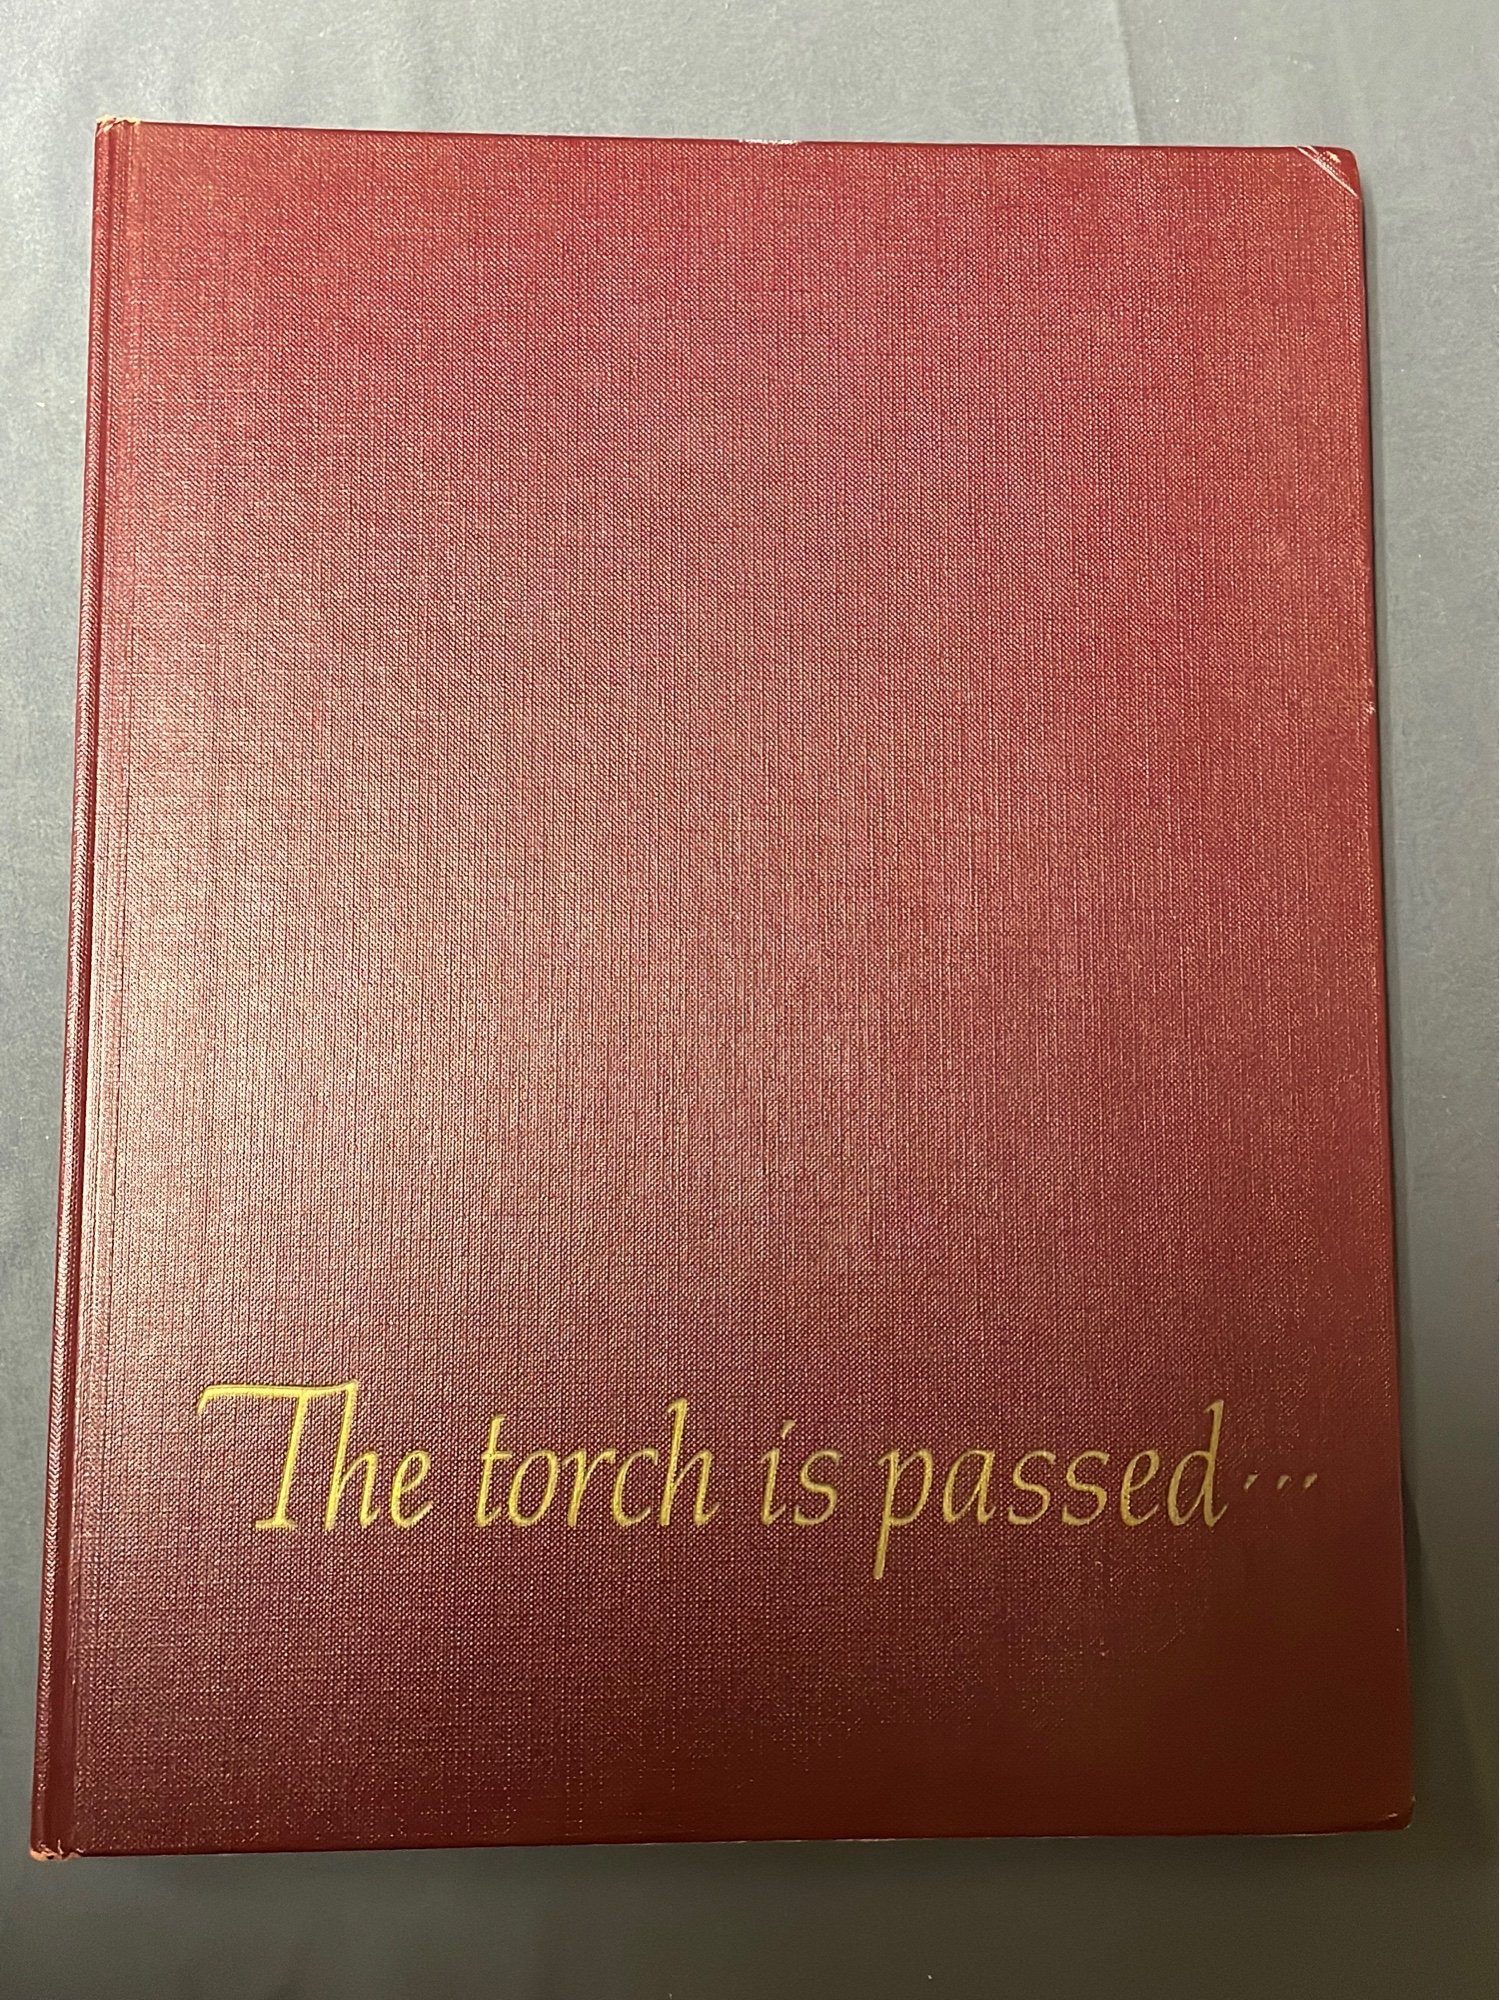 The torch is passed...